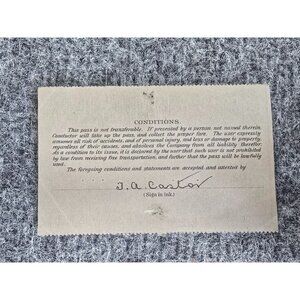 CONDITIONS.
This pass is not transferable. If presented by a person not named therein
Conductor will take up the pass, and collect the proper fare. The user expressly
assumes all risk of accidents, and of personal injury, and loss or damage to property,
regardless of their causes, and absolves the Company from all liability therefor.
As a condition to its issue, it is declared by the user that such user is not prohibited
by law from receiving free transportation, and further that the pass will be lawfully
used.
The foregoing conditions and statements are accepted and attested by
J. A. Castor
(Sign in ink.)